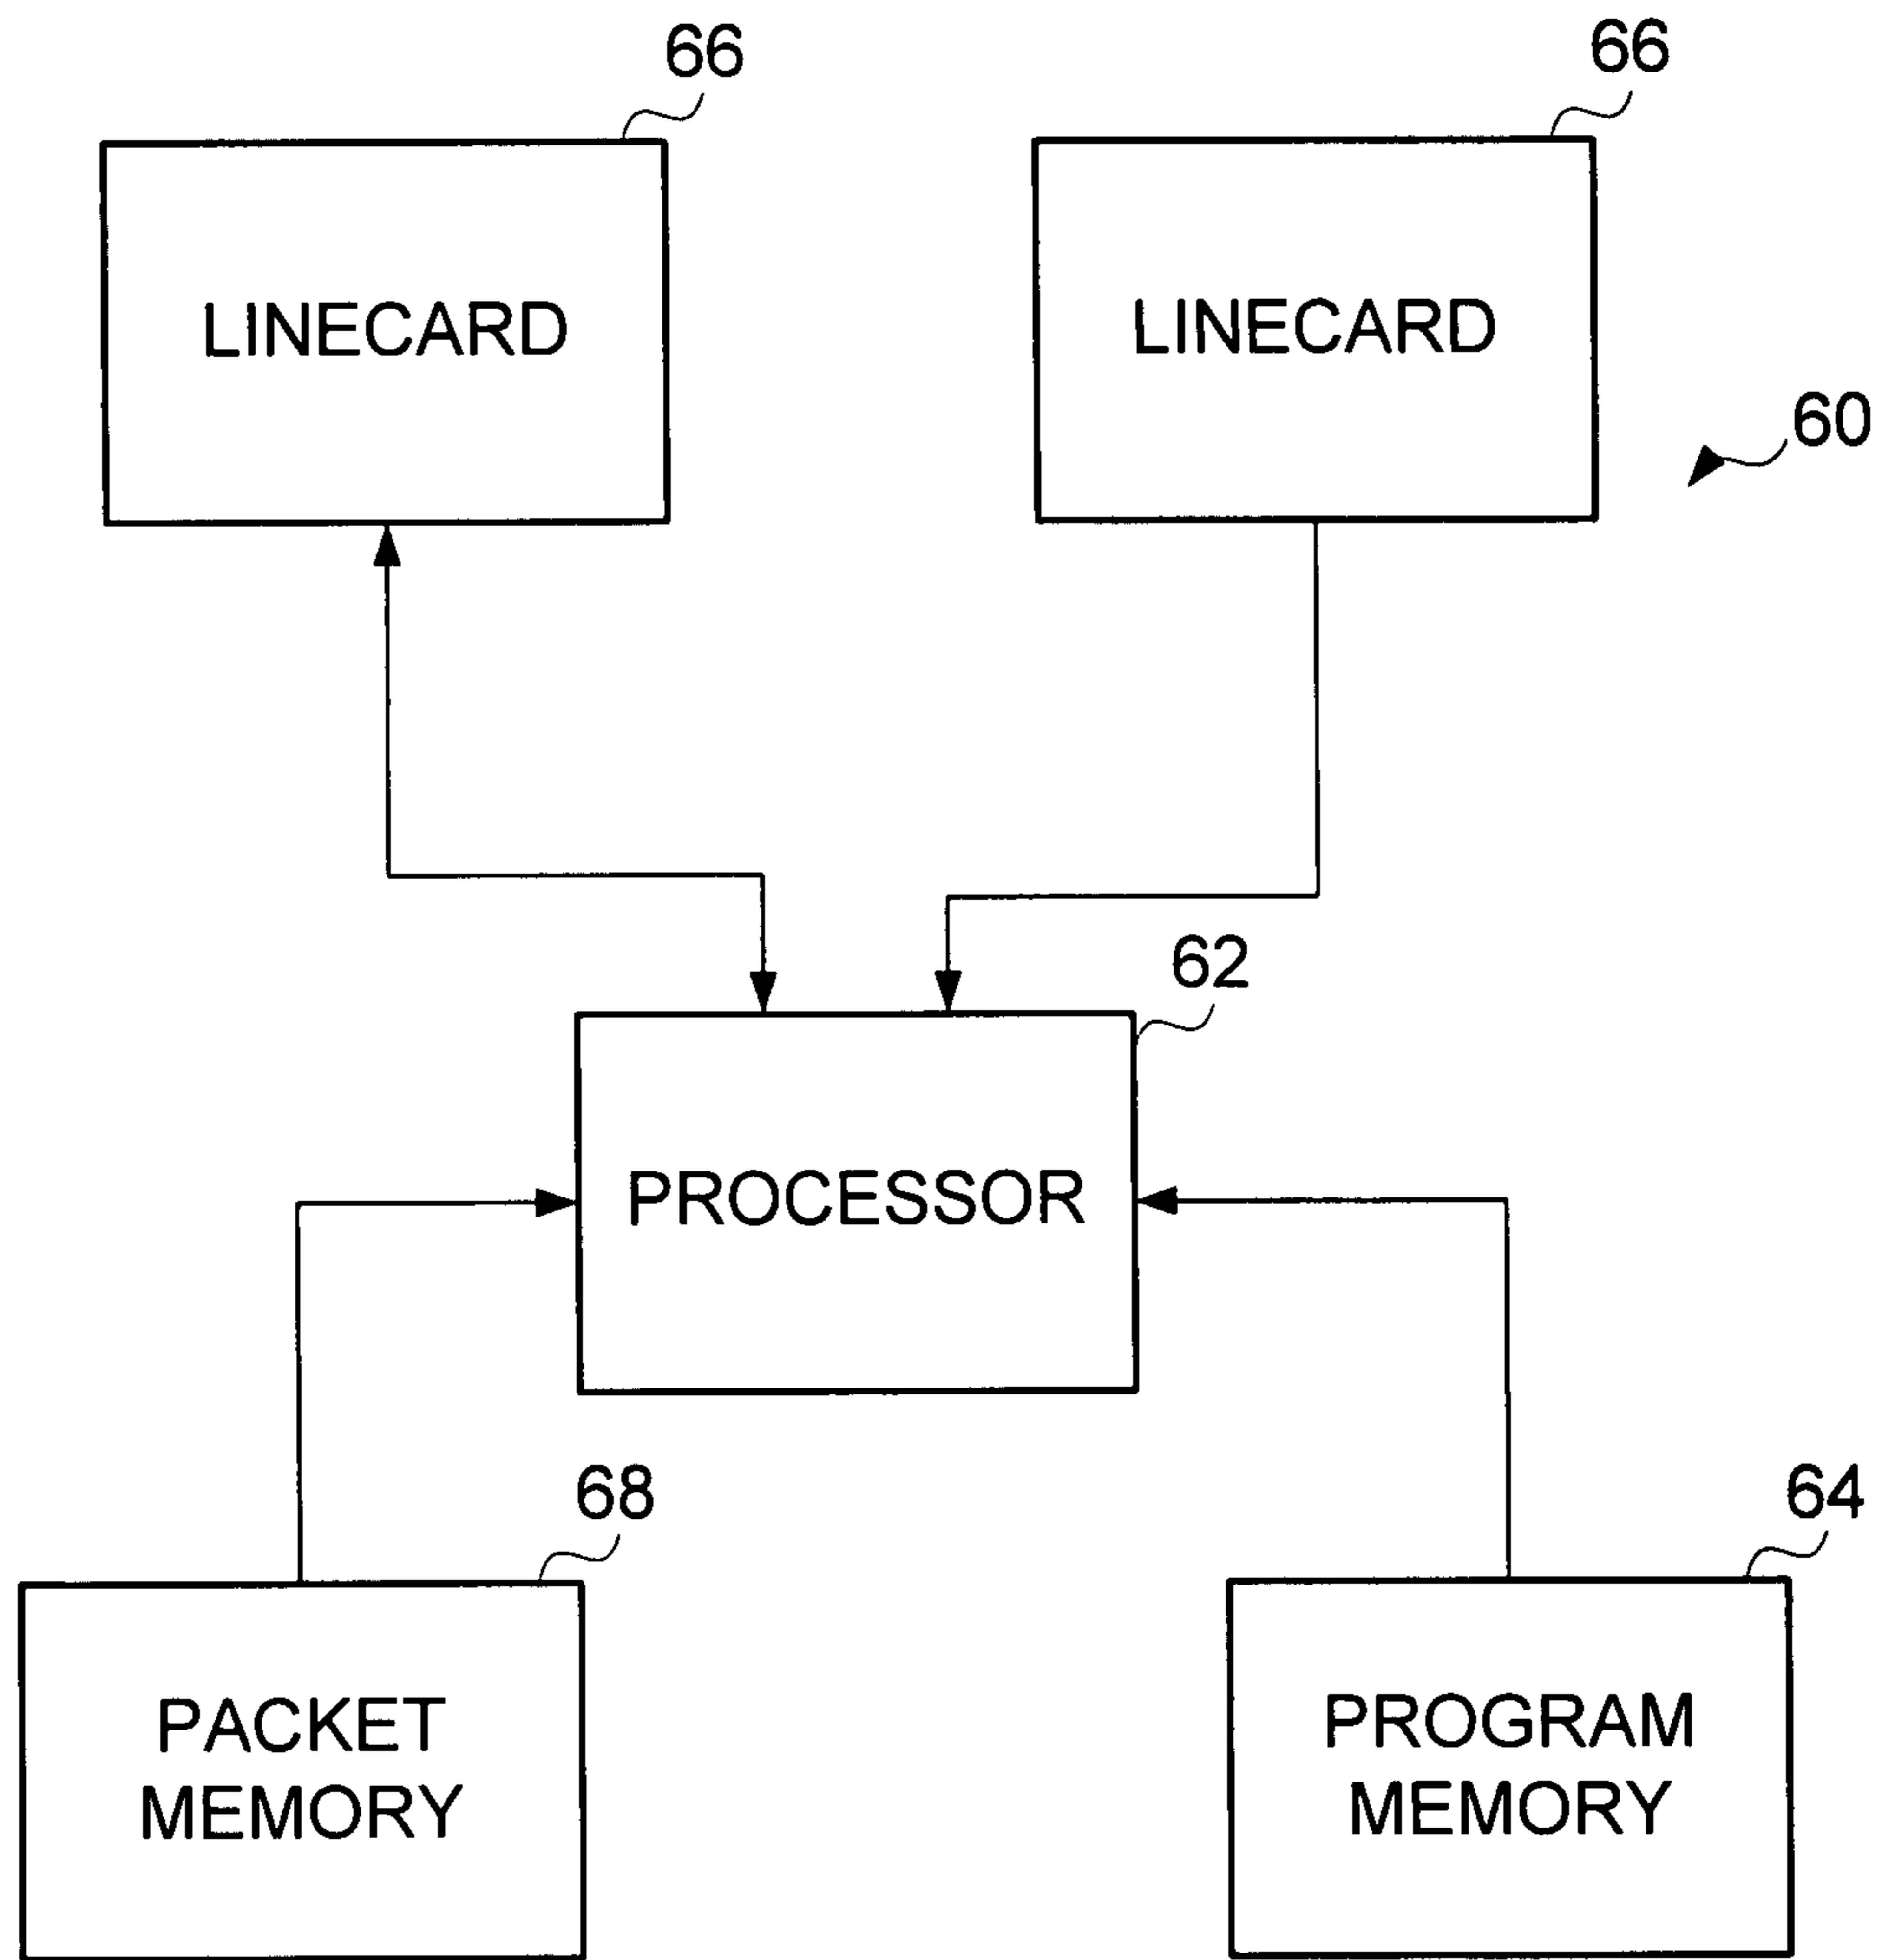 66
66
LINECARD
LINECARD
60
62
PROCESSOR
68
64
PACKET
MEMORY
PROGRAM
MEMORY